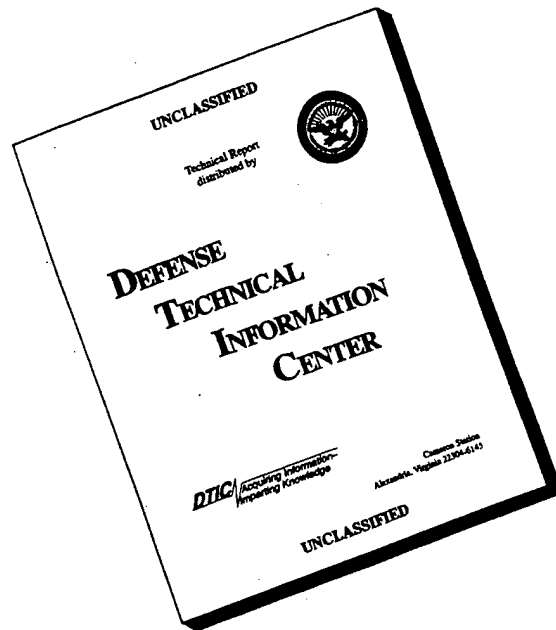 UNCLASSIFIED
Technical Report
distributed by
DEFENSE
TECHNICAL
INFORMATION
CENTER
DTIC
Acquiring Information-
Imparting Knowledge
Cameron Station
Alexandria, Virginia 22304-6145
UNCLASSIFIED